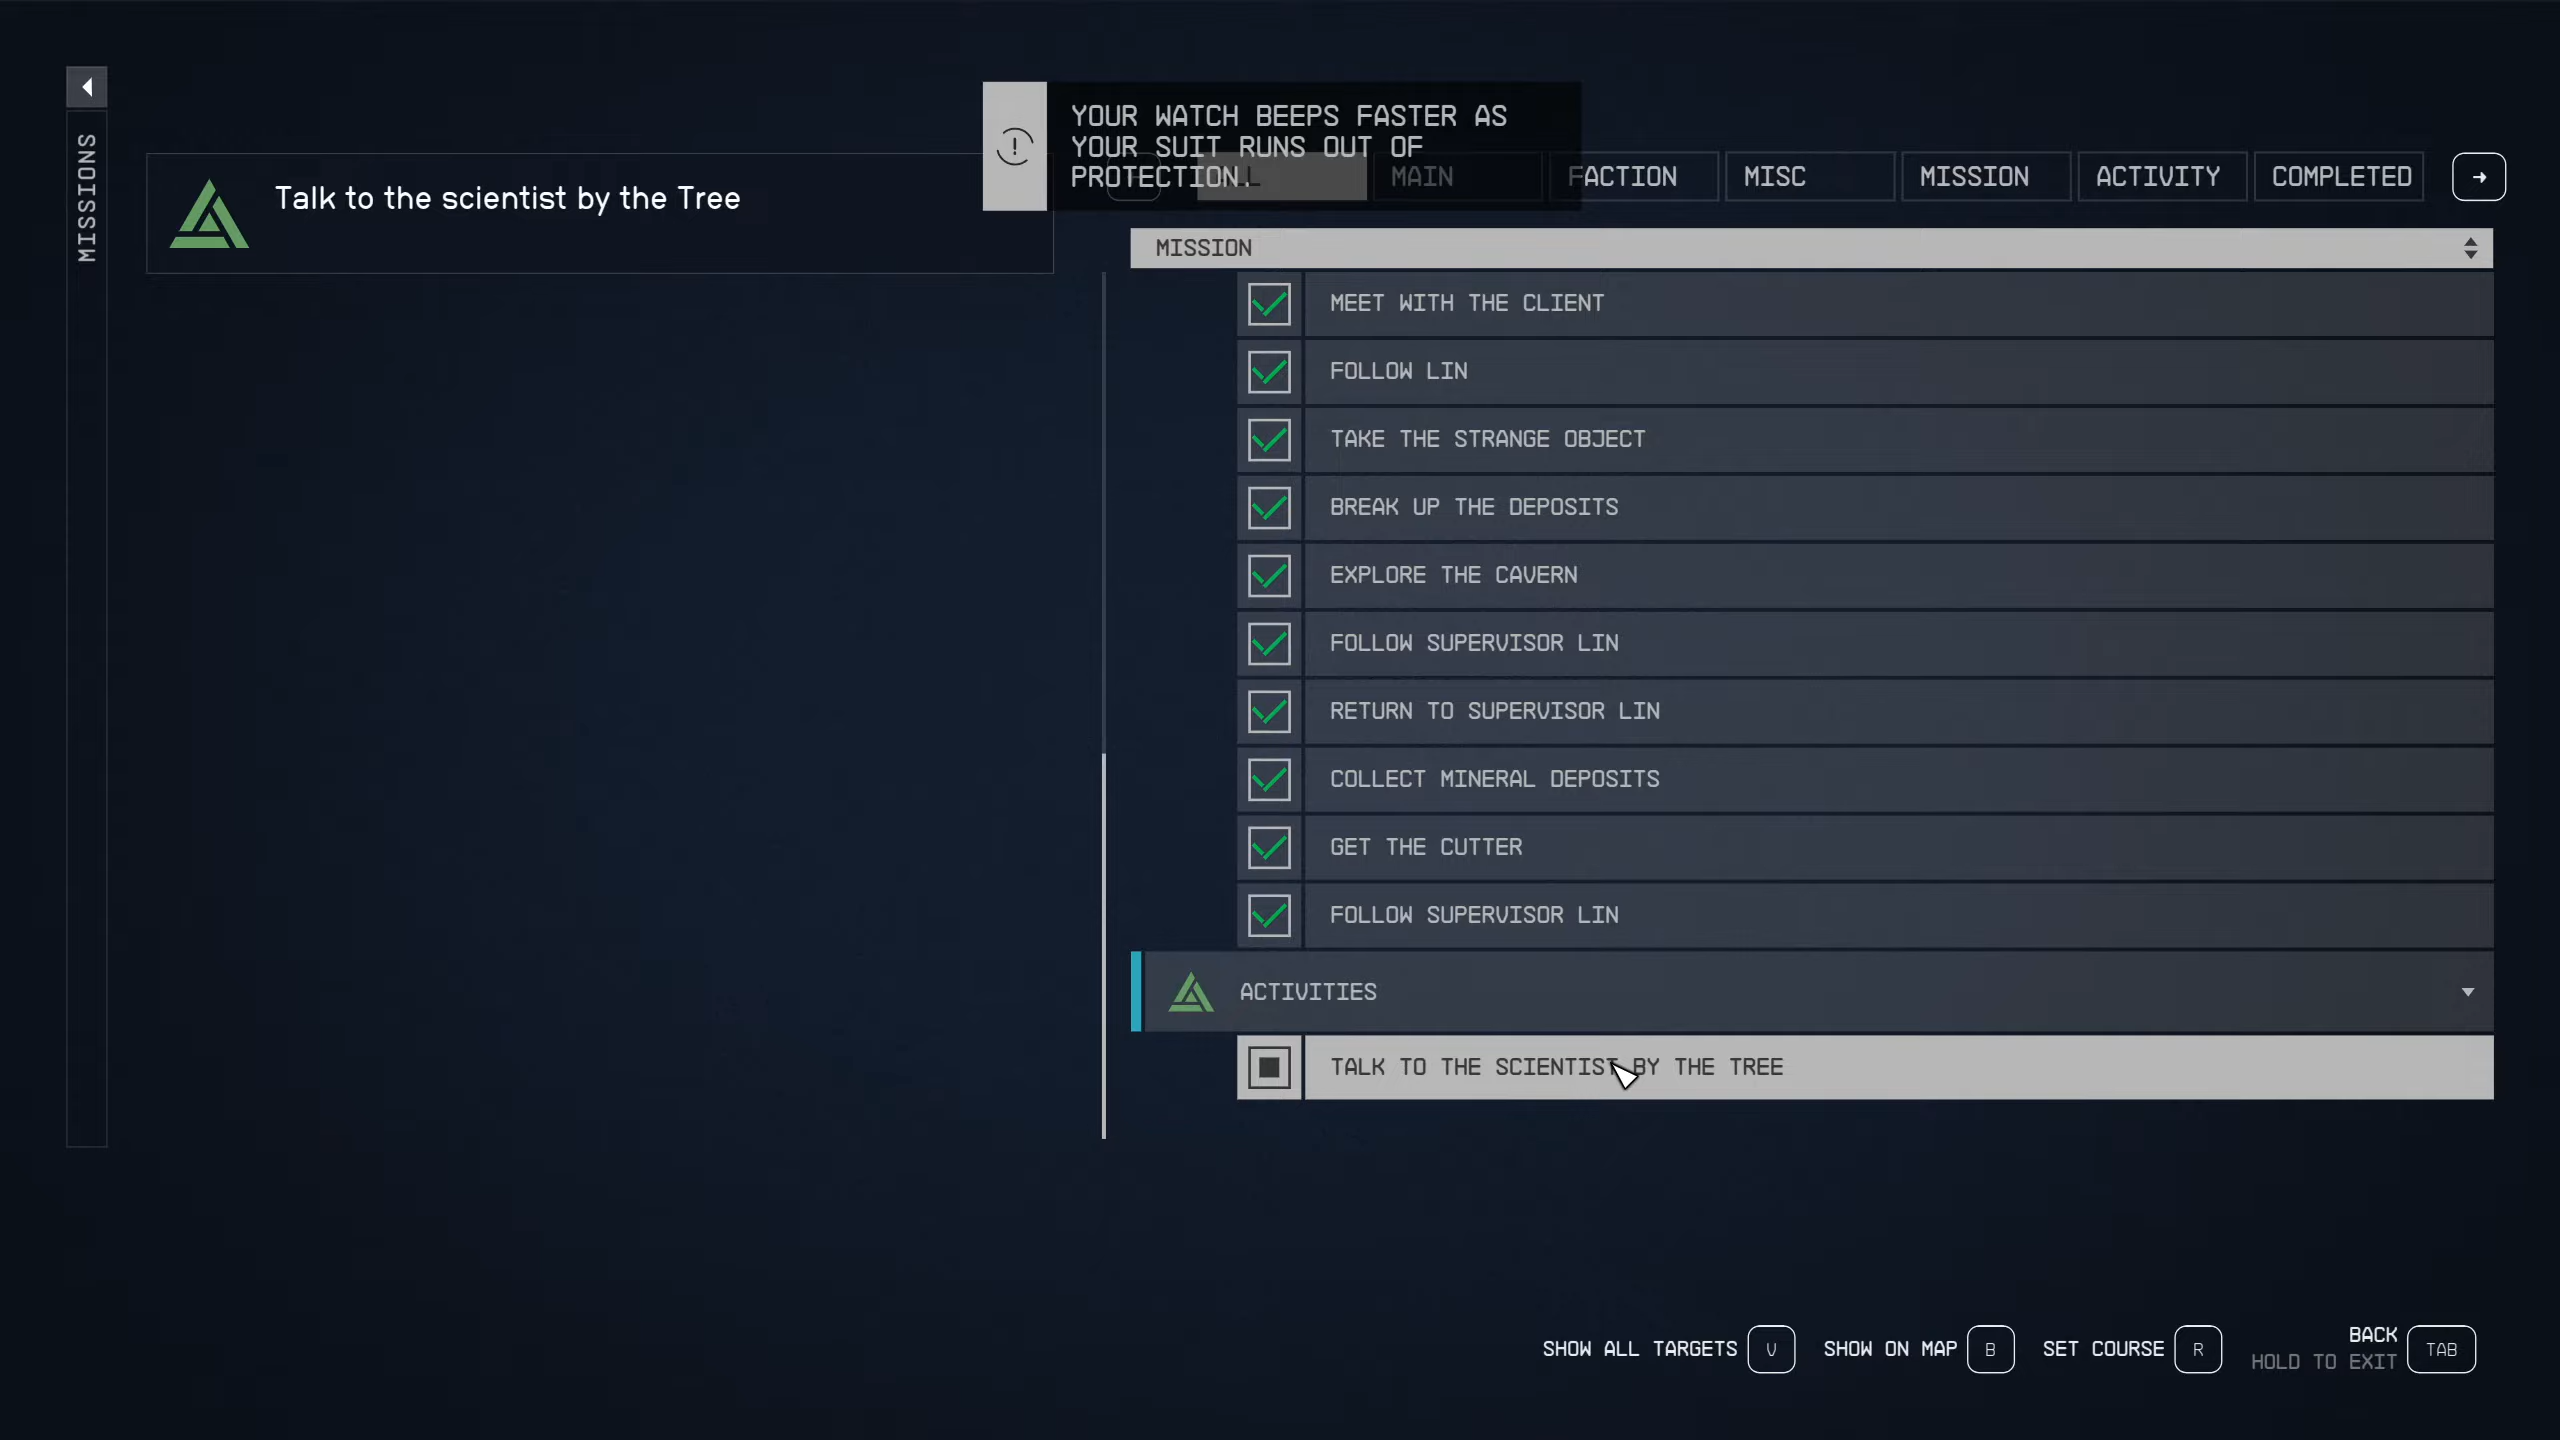 MISSIONS
YOUR WATCH BEEPS FASTER AS
YOUR SUIT RUNS OUT OF
PROTECTION.
Talk to the scientist by the Tree
MAIN
FACTION
MISC
MISSION
ACTIVITY
COMPLETED
MISSION
MEET WITH THE CLIENT
FOLLOW LIN
TAKE THE STRANGE OBJECT
BREAK UP THE DEPOSITS
EXPLORE THE CAVERN
FOLLOW SUPERVISOR LIN
RETURN TO SUPERVISOR LIN
COLLECT MINERAL DEPOSITS
GET THE CUTTER
FOLLOW SUPERVISOR LIN
ACTIVITIES
TALK TO THE SCIENTIST BY THE TREE
SHOW ALL TARGETS V
SHOW ON MAP B
SET COURSE R
BACK
HOLD TO EXIT
TAB